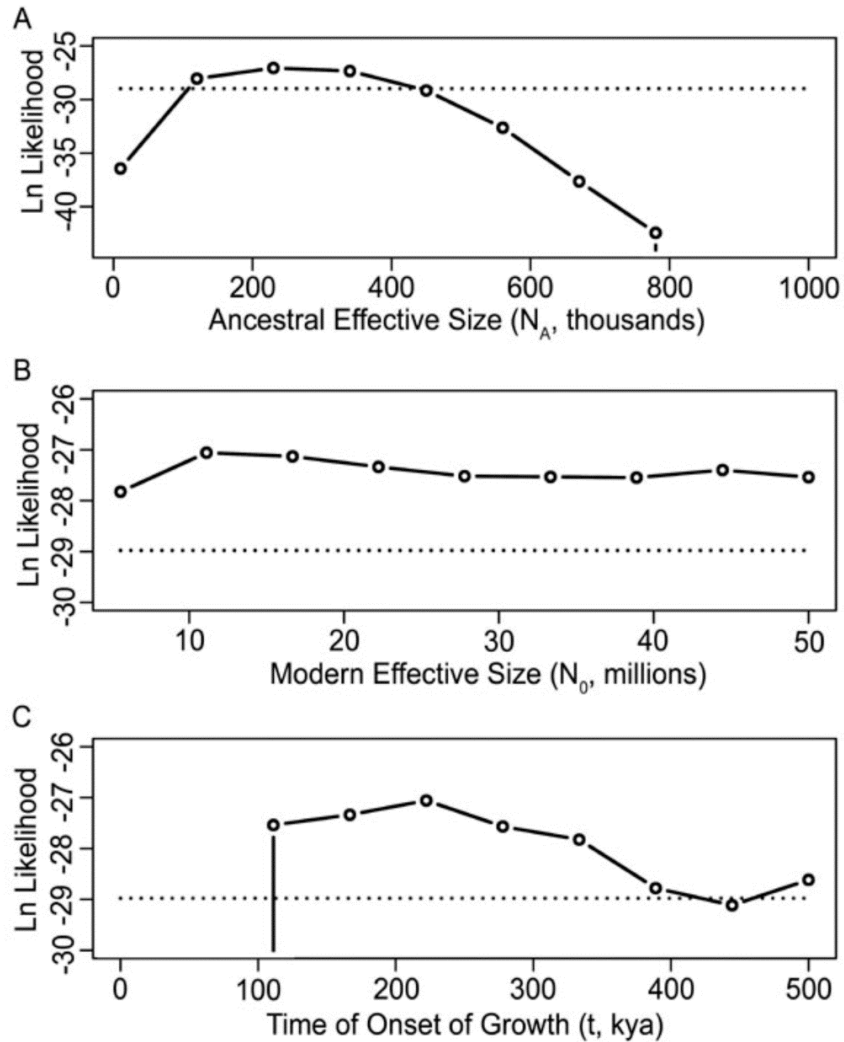 A
Ln Likelihood
-25
-30
-35
-40
0 200 400 600 800 1000
Ancestral Effective Size (N_A, thousands)
B
Ln Likelihood
-26
-27
-28
-29
-30
10 20 30 40 50
Modern Effective Size (N_0, millions)
C
Ln Likelihood
-26
-27
-28
-29
-30
0 100 200 300 400 500
Time of Onset of Growth (t, kya)